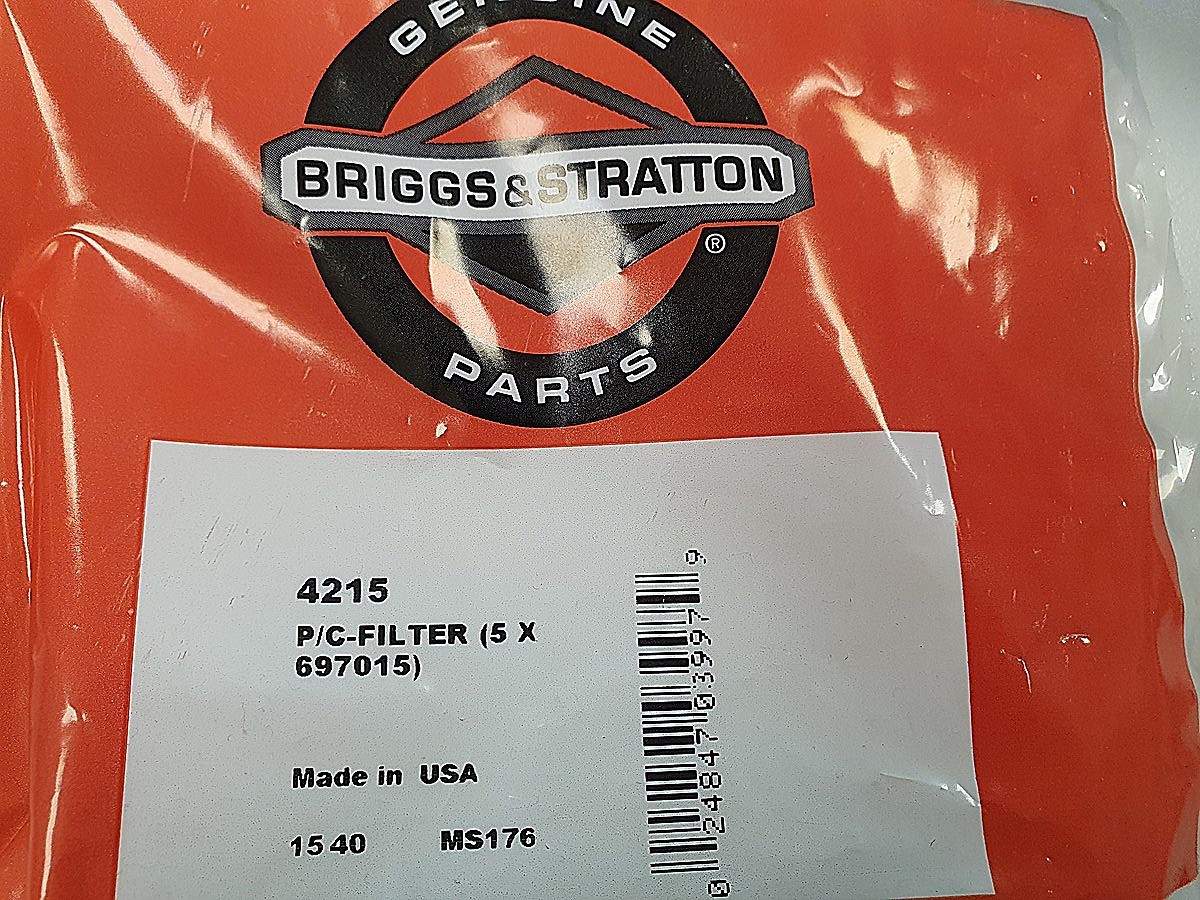 GENUINE
BRIGGS & STRATTON
®
PARTS
4215
P/C-FILTER (5 X
697015)
Made in USA
1540 MS176
0 24847 03997 9